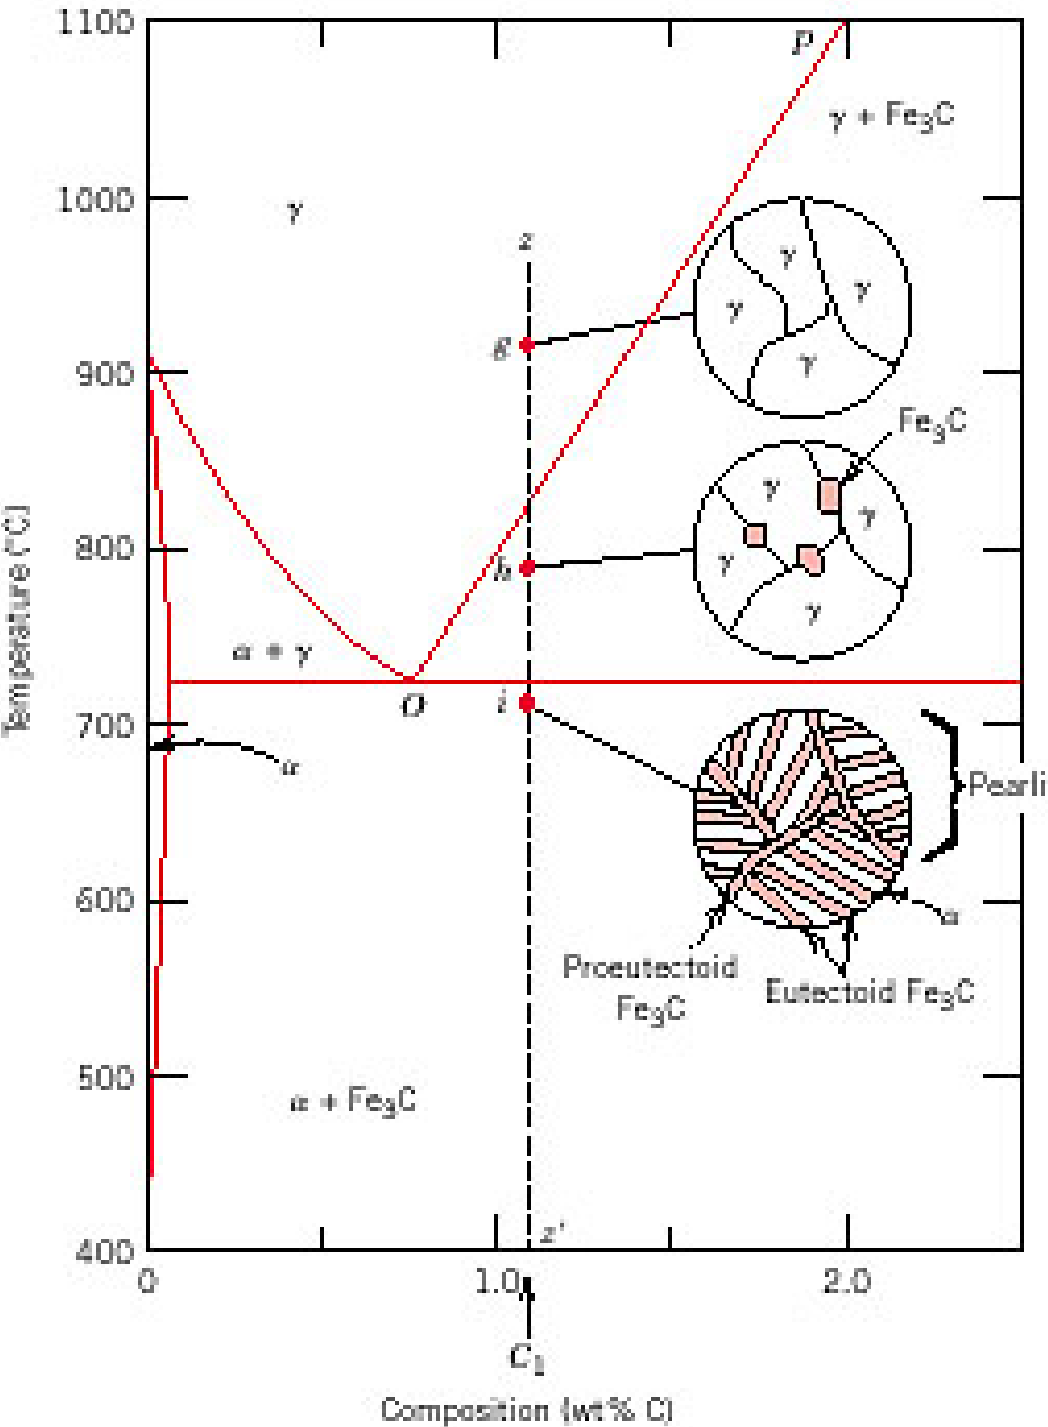 1100
P
γ + Fe3C
1000
γ
z
γ
γ
γ
g
γ
900
Fe3C
γ
γ
800
h
γ
γ
α + γ
O
i
700
α
Pearli
600
α
Proeutectoid
Fe3C
Eutectoid Fe3C
500
α + Fe3C
z'
400
0
1.0
2.0
C1
Composition (wt% C)
Temperature (°C)